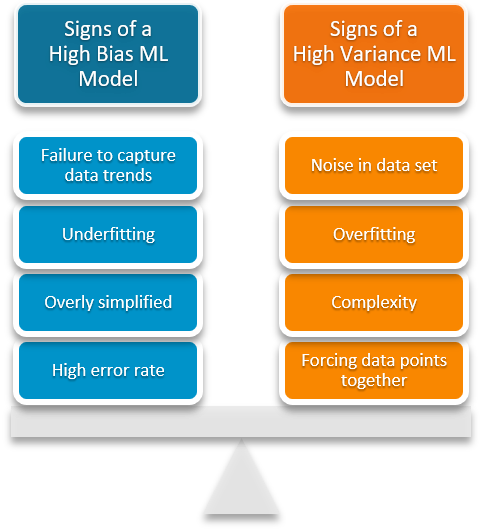 Signs of a
High Bias ML
Model
Failure to capture
data trends
Underfitting
Overly simplified
High error rate
Signs of a
High Variance ML
Model
Noise in data set
Overfitting
Complexity
Forcing data points
together